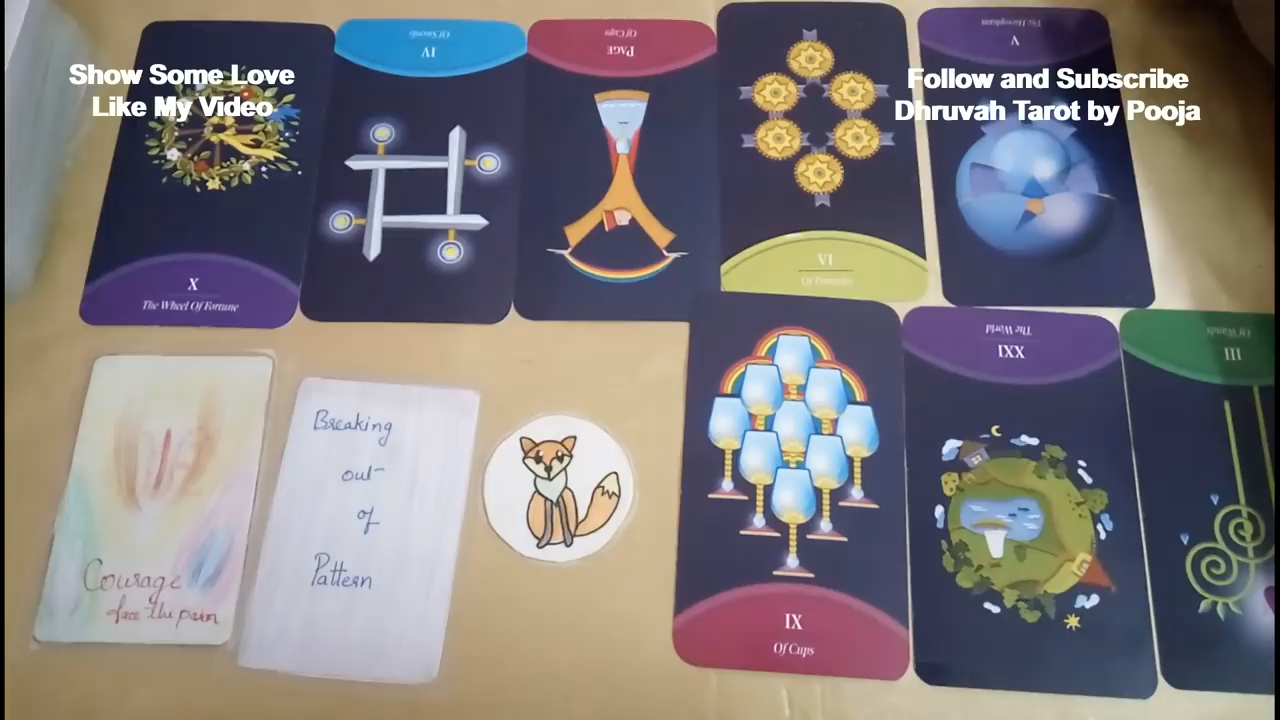 Show Some Love
Like My Video
Follow and Subscribe
Dhruvah Tarot by Pooja
Of Swords
IV
Of Cups
PAGE
The Hierophant
V
X
The Wheel Of Fortune
VI
The World
XXI
Of Wands
III
Breaking
out
of
Pattern
Courage
face the pain
IX
Of Cups